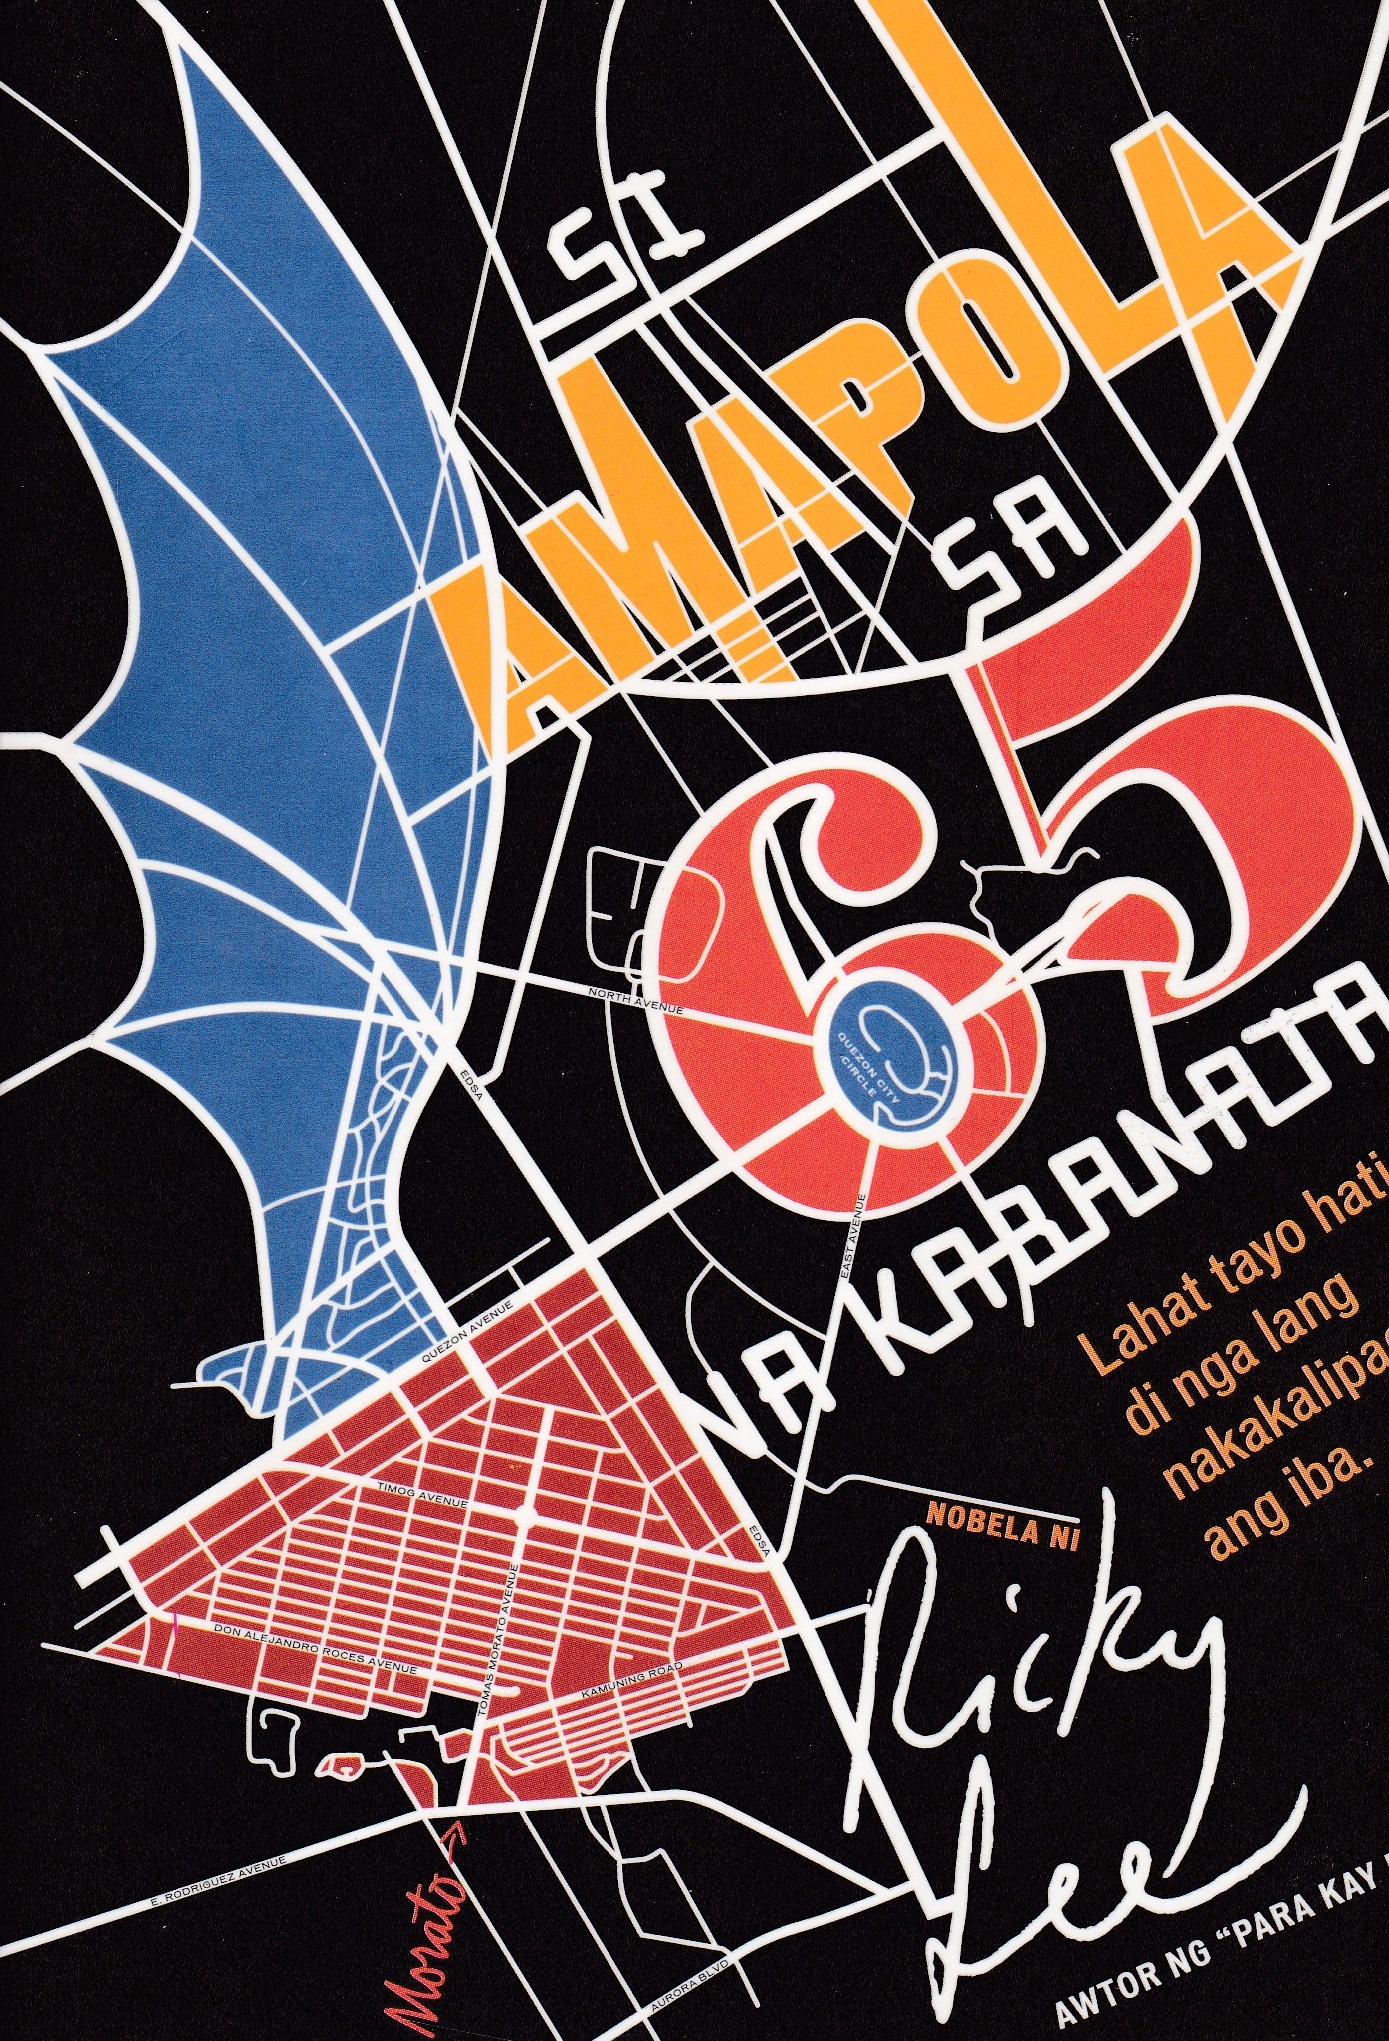 SI
AMAPOLA
SA
65
NA KABANATA
Lahat tayo hati,
di nga lang
nakakalipad
ang iba.
NOBELA NI
Ricky
Lee
AWTOR NG “PARA KAY
NORTH AVENUE
QUEZON CITY
CIRCLE
EDSA
EAST AVENUE
QUEZON AVENUE
TIMOG AVENUE
EDSA
DON ALEJANDRO ROCES AVENUE
TOMAS MORATO AVENUE
KAMUNING ROAD
E. RODRIGUEZ AVENUE
Morato
AURORA BLVD